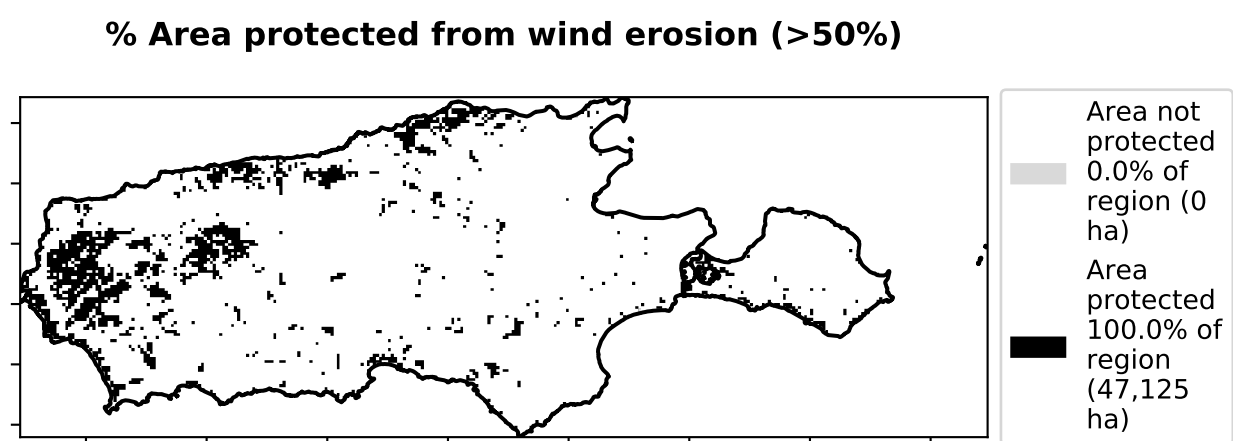 % Area protected from wind erosion (>50%)
Area not
protected
0.0% of
region (0
ha)
Area
protected
100.0% of
region
(47,125
ha)